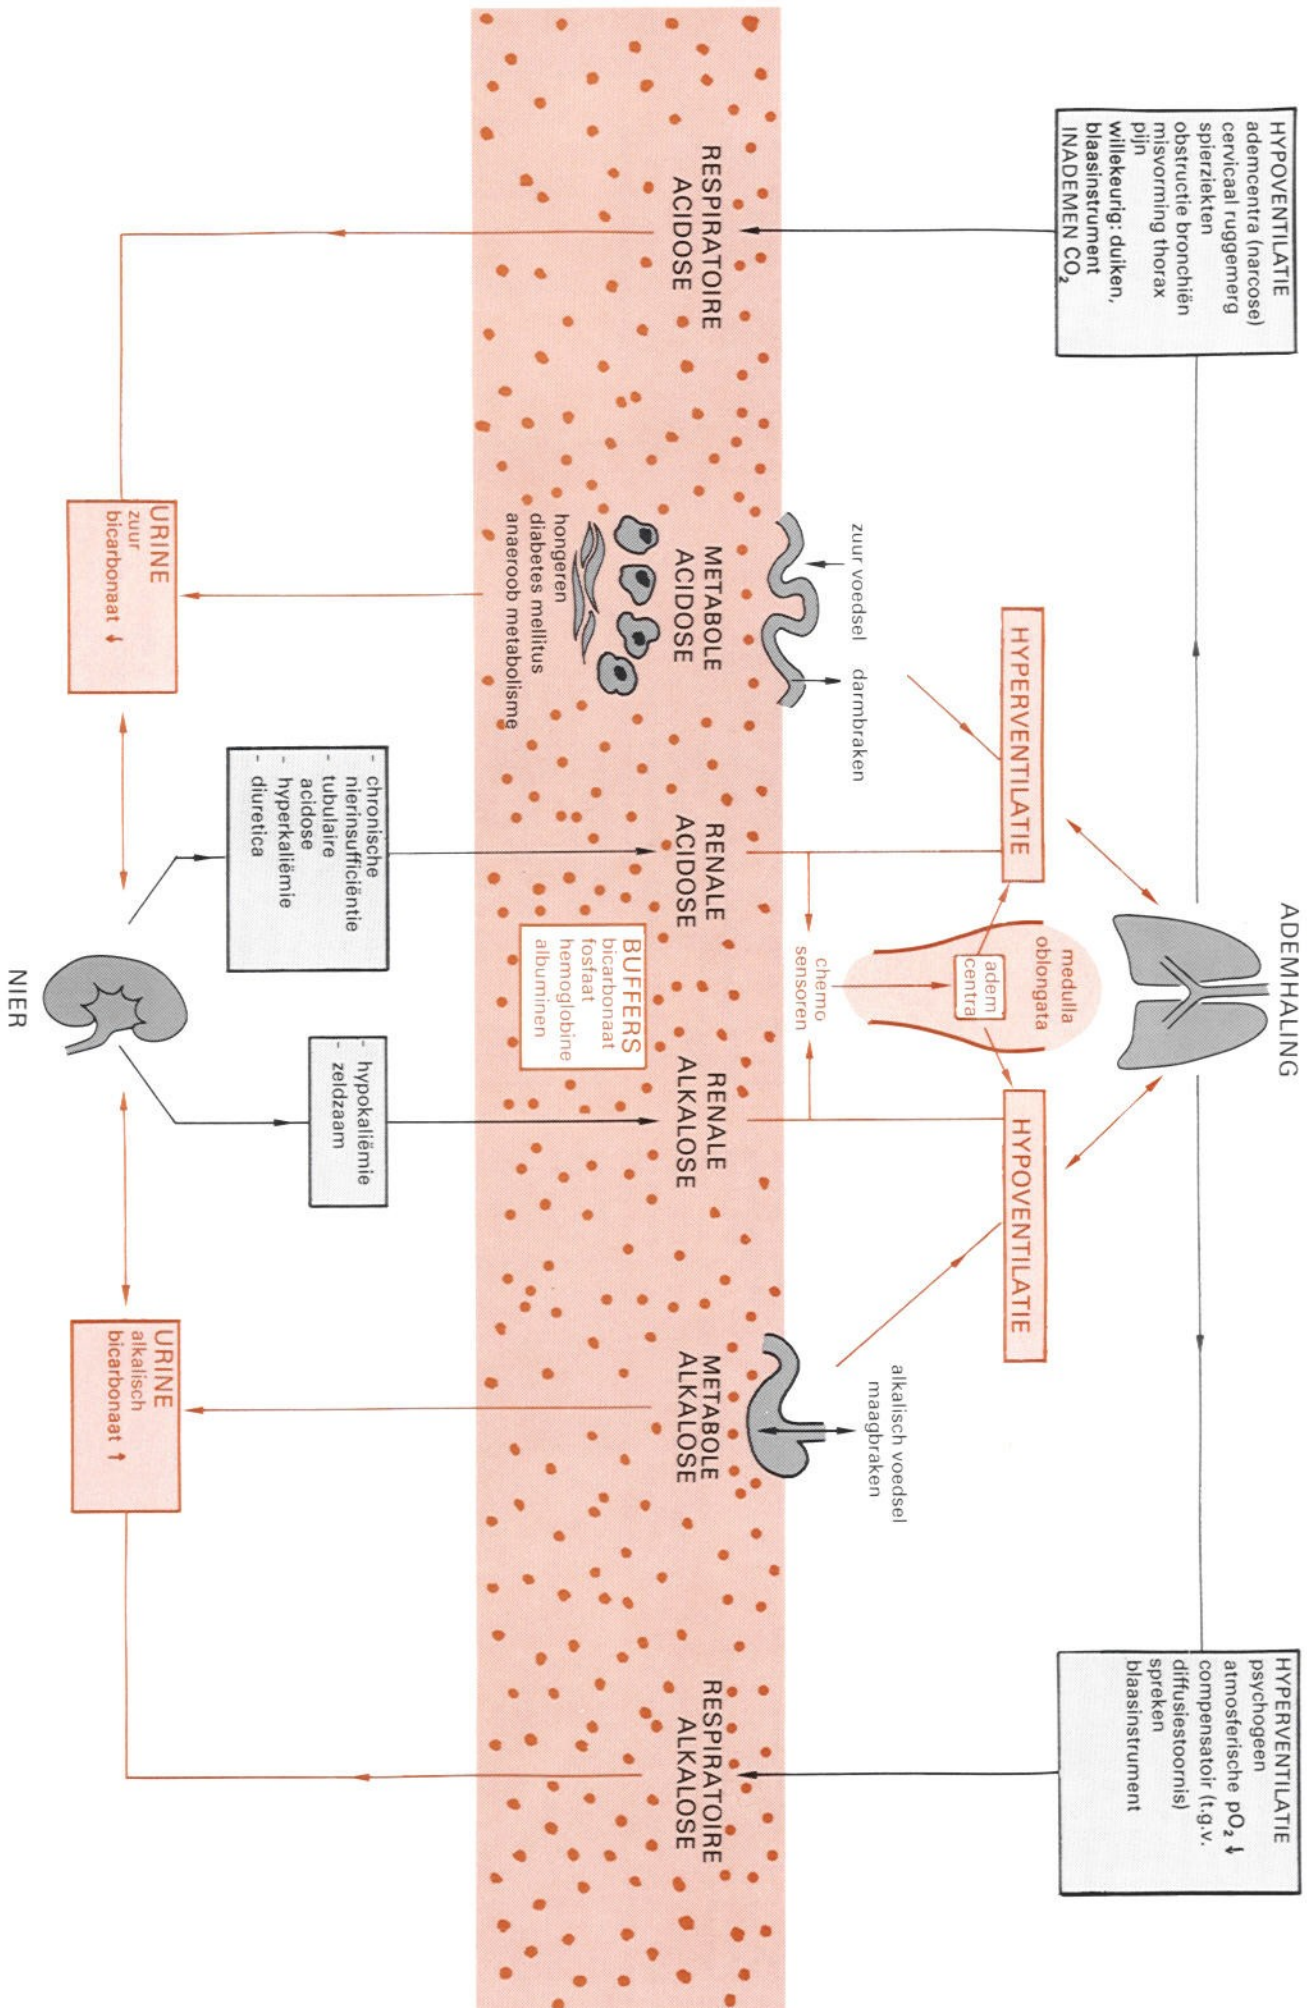 ADEMHALING
HYPOVENTILATIE
ademcentra (narcose)
cervicaal ruggemerg
spierziekten
obstructie bronchiën
misvorming thorax
pijn
willekeurig: duiken,
blaasinstrument
INADEMEN CO₂
HYPERVENTILATIE
psychogeen
atmosferische pO₂ ↓
compensatoir (t.g.v.
diffusiestoornis)
spreken
blaasinstrument
HYPERVENTILATIE
medulla
oblongata
adem
centra
HYPOVENTILATIE
chemo
sensoren
zuur voedsel darmbraken
alkalisch voedsel
maagbraken
RESPIRATOIRE
ACIDOSE
METABOLE
ACIDOSE
RENALE
ACIDOSE
RENALE
ALKALOSE
METABOLE
ALKALOSE
RESPIRATOIRE
ALKALOSE
hongeren
diabetes mellitus
anaeroob metabolisme
BUFFERS
bicarbonaat
fosfaat
hemoglobine
albuminen
- chronische
nierinsufficiëntie
- tubulaire
acidose
- hyperkaliëmie
- diuretica
- hypokaliëmie
- zeldzaam
URINE
zuur
bicarbonaat ↓
URINE
alkalisch
bicarbonaat ↑
NIER